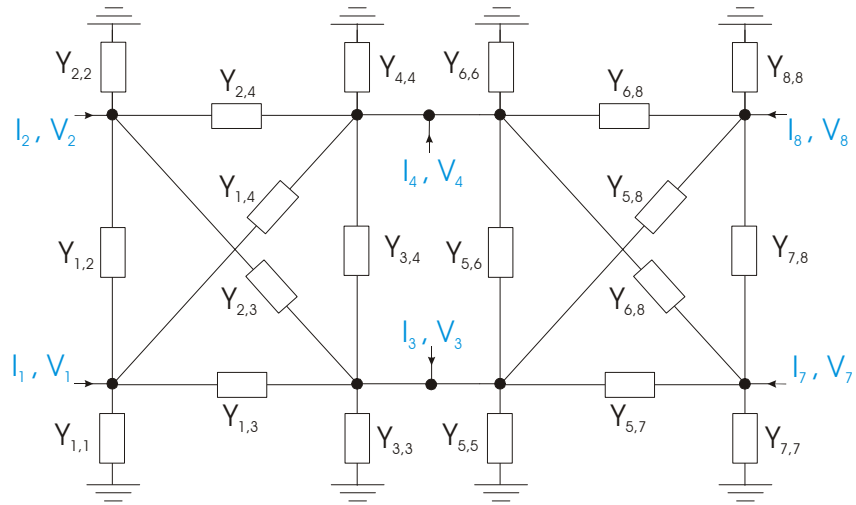 Y2,2
Y4,4
Y6,6
Y8,8
Y2,4
Y6,8
I2 , V2
I4 , V4
I8 , V8
Y1,4
Y5,8
Y1,2
Y3,4
Y5,6
Y7,8
Y2,3
Y6,8
I3 , V3
I1 , V1
I7 , V7
Y1,3
Y5,7
Y1,1
Y3,3
Y5,5
Y7,7